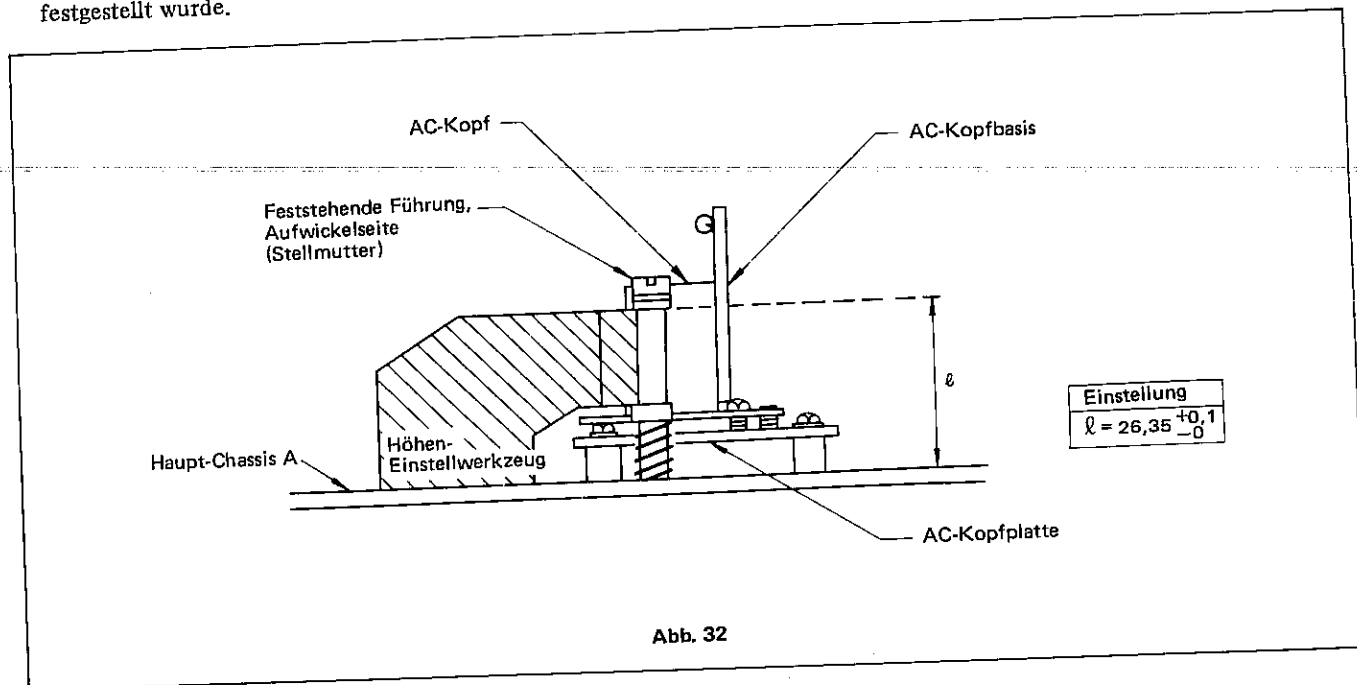 festgestellt wurde.
AC-Kopf
AC-Kopfbasis
Feststehende Führung,
Aufwickelseite
(Stellmutter)
ℓ
Einstellung
ℓ = 26,35 +0,1 −0
Höhen-
Einstellwerkzeug
Haupt-Chassis A
AC-Kopfplatte
Abb. 32